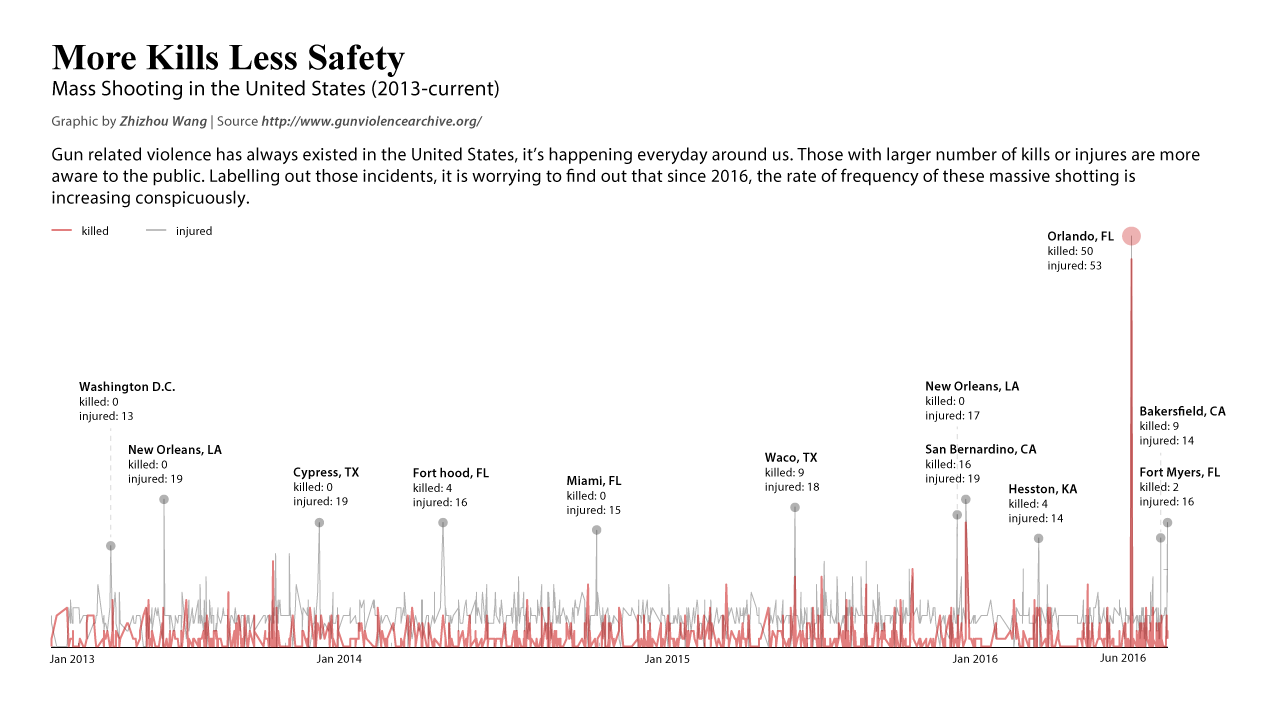 More Kills Less Safety
Mass Shooting in the United States (2013-current)
Graphic by Zhizhou Wang | Source http://www.gunviolencearchive.org/
Gun related violence has always existed in the United States, it’s happening everyday around us. Those with larger number of kills or injures are more
aware to the public. Labelling out those incidents, it is worrying to find out that since 2016, the rate of frequency of these massive shotting is
increasing conspicuously.
killed injured
Orlando, FL
killed: 50
injured: 53
Washington D.C.
killed: 0
injured: 13
New Orleans, LA
killed: 0
injured: 19
Cypress, TX
killed: 0
injured: 19
Fort hood, FL
killed: 4
injured: 16
Miami, FL
killed: 0
injured: 15
Waco, TX
killed: 9
injured: 18
New Orleans, LA
killed: 0
injured: 17
San Bernardino, CA
killed: 16
injured: 19
Hesston, KA
killed: 4
injured: 14
Bakersfield, CA
killed: 9
injured: 14
Fort Myers, FL
killed: 2
injured: 16
Jan 2013 Jan 2014 Jan 2015 Jan 2016 Jun 2016